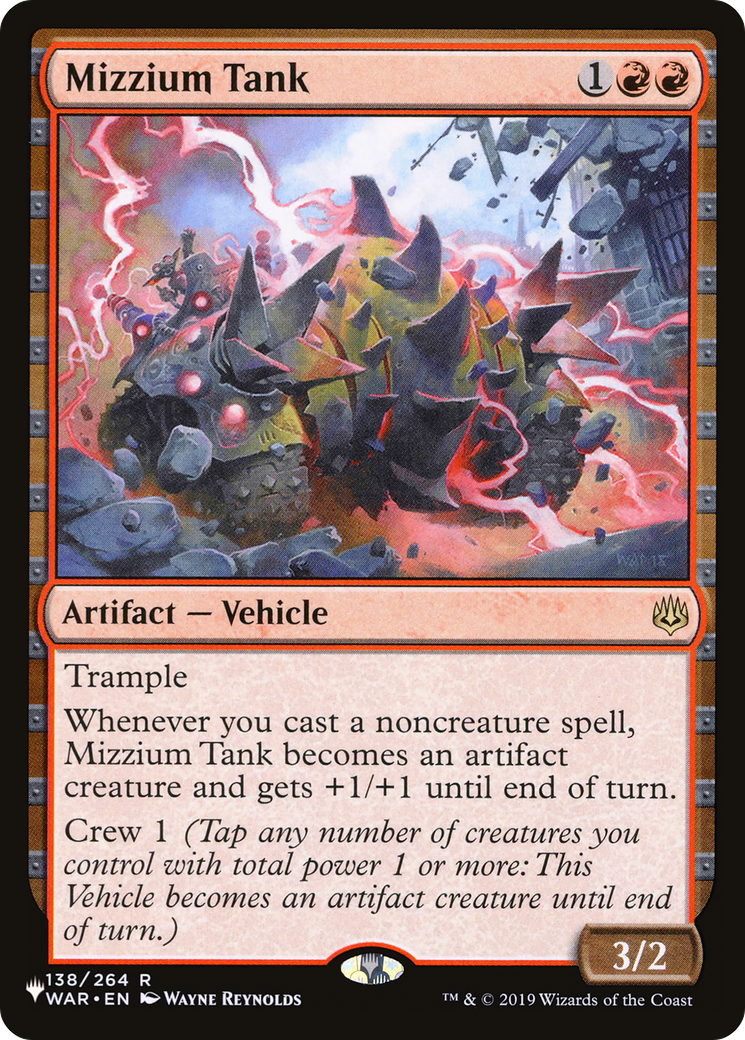 Mizzium Tank
1
Artifact — Vehicle
Trample
Whenever you cast a noncreature spell,
Mizzium Tank becomes an artifact
creature and gets +1/+1 until end of turn.
Crew 1 (Tap any number of creatures you
control with total power 1 or more: This
Vehicle becomes an artifact creature until end
of turn.)
3/2
138/264 R
WAR • EN Wayne Reynolds
™ & © 2019 Wizards of the Coast